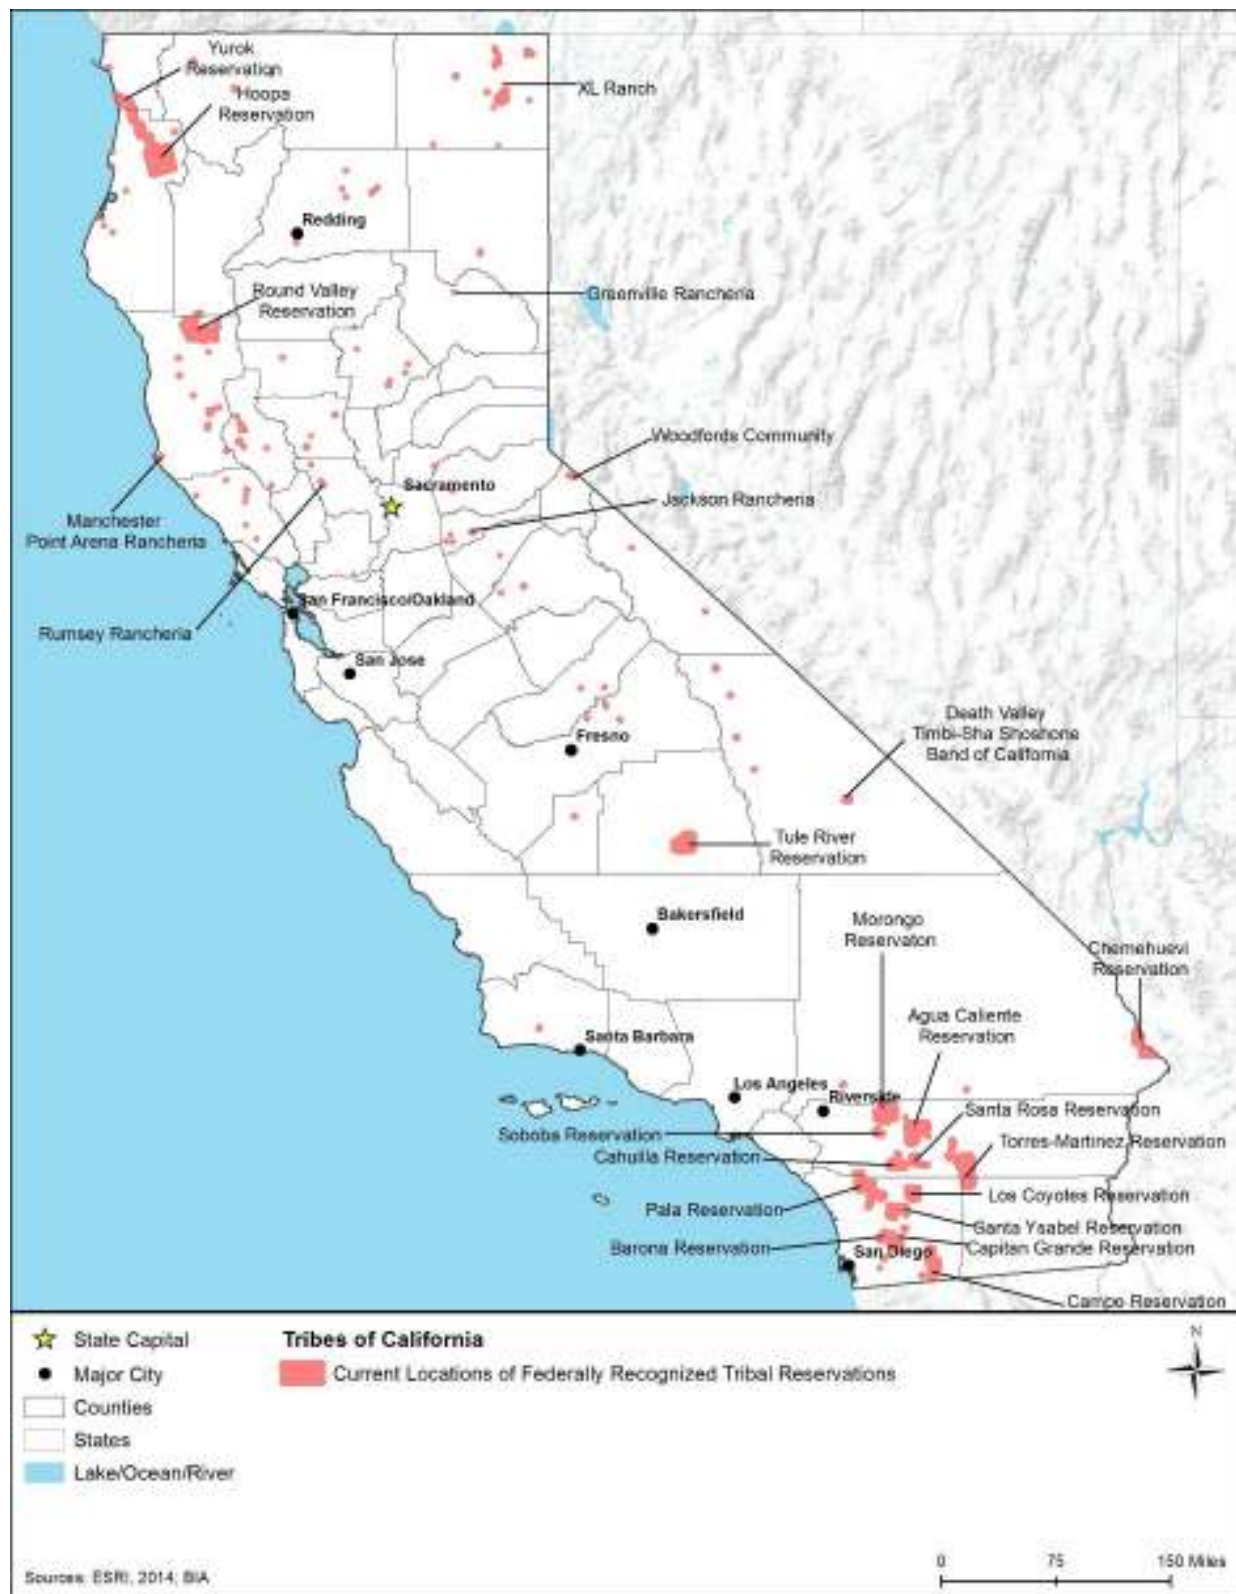 Yurok
Reservation
Hoopa
Reservation
XL Ranch
Redding
Round Valley
Reservation
Greenville Rancheria
Woodfords Community
Sacramento
Jackson Rancheria
Manchester
Point Arena Rancheria
San Francisco/Oakland
Rumsey Rancheria
San Jose
Death Valley
Timbi-Sha Shoshone
Band of California
Fresno
Tule River
Reservation
Bakersfield
Morongo
Reservaton
Chemehuevi
Reservation
Agua Caliente
Reservation
Santa Barbara
Los Angeles
Riverside
Santa Rosa Reservation
Soboba Reservation
Torres-Martinez Reservation
Cahuilla Reservation
Los Coyotes Reservation
Pala Reservation
Santa Ysabel Reservation
Barona Reservation
San Diego
Capitan Grande Reservation
Campo Reservation
State Capital
Tribes of California
N
Major City
Current Locations of Federally Recognized Tribal Reservations
Counties
States
Lake/Ocean/River
0 75 150 Miles
Sources: ESRI, 2014; BIA